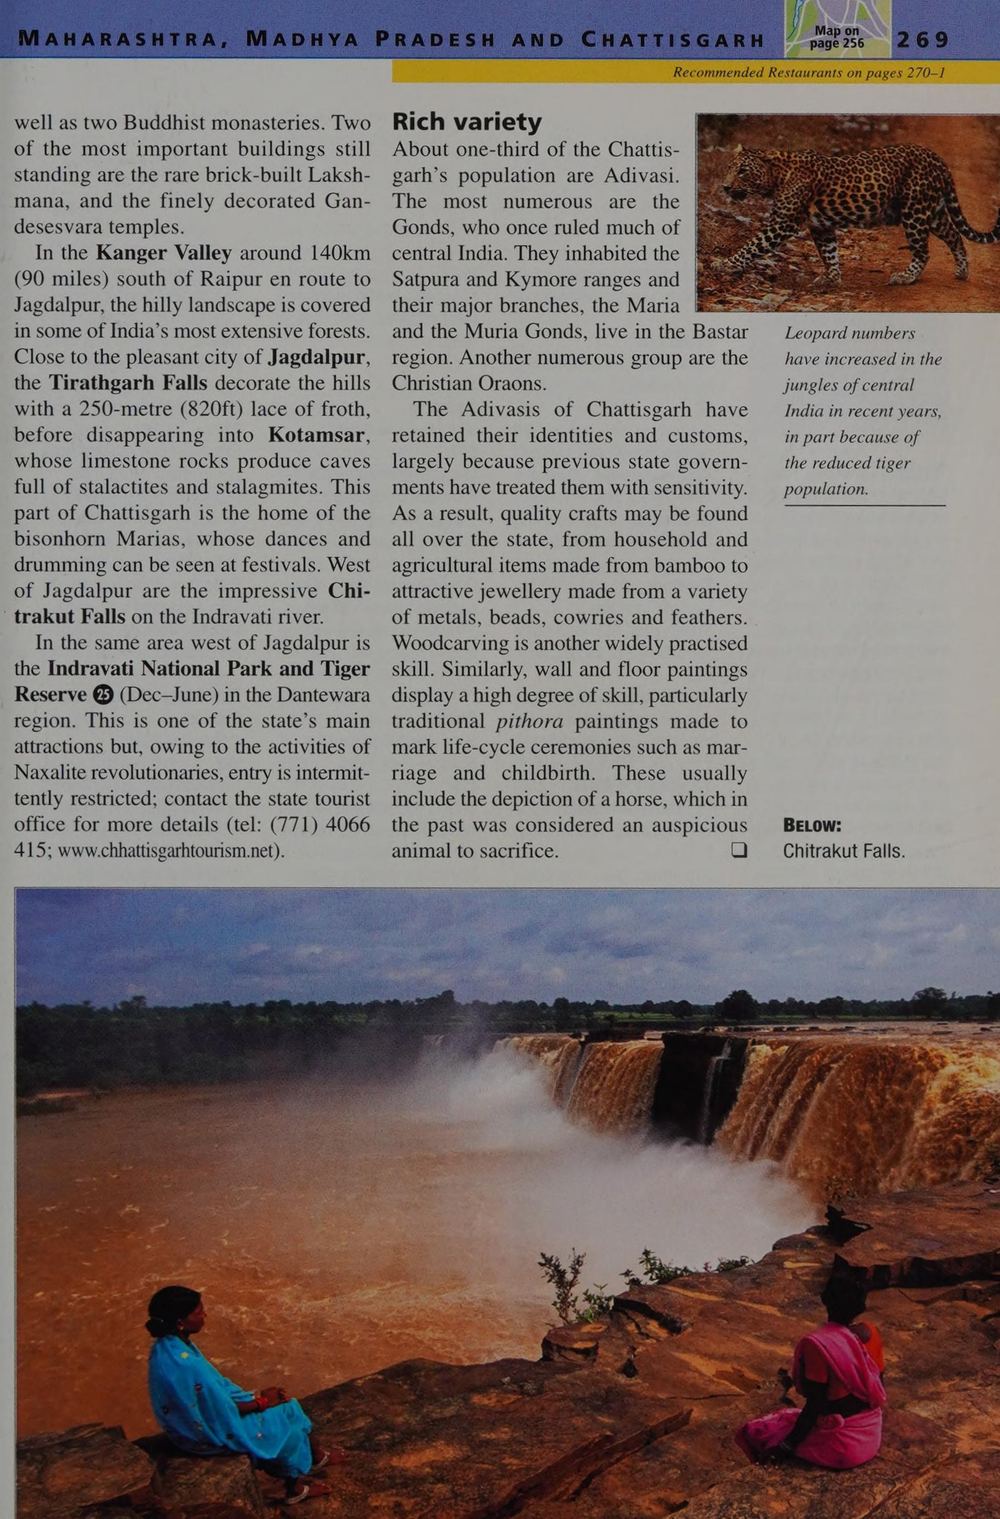 MAHARASHTRA, MADHYA PRADESH AND CHATTISGARH
Map on
page 256
269
Recommended Restaurants on pages 270–1
well as two Buddhist monasteries. Two
of the most important buildings still
standing are the rare brick-built Laksh-
mana, and the finely decorated Gan-
desesvara temples.
In the Kanger Valley around 140km
(90 miles) south of Raipur en route to
Jagdalpur, the hilly landscape is covered
in some of India's most extensive forests.
Close to the pleasant city of Jagdalpur,
the Tirathgarh Falls decorate the hills
with a 250-metre (820ft) lace of froth,
before disappearing into Kotamsar,
whose limestone rocks produce caves
full of stalactites and stalagmites. This
part of Chattisgarh is the home of the
bisonhorn Marias, whose dances and
drumming can be seen at festivals. West
of Jagdalpur are the impressive Chi-
trakut Falls on the Indravati river.
In the same area west of Jagdalpur is
the Indravati National Park and Tiger
Reserve 25 (Dec–June) in the Dantewara
region. This is one of the state's main
attractions but, owing to the activities of
Naxalite revolutionaries, entry is intermit-
tently restricted; contact the state tourist
office for more details (tel: (771) 4066
415; www.chhattisgarhtourism.net).
Rich variety
About one-third of the Chattis-
garh's population are Adivasi.
The most numerous are the
Gonds, who once ruled much of
central India. They inhabited the
Satpura and Kymore ranges and
their major branches, the Maria
and the Muria Gonds, live in the Bastar
region. Another numerous group are the
Christian Oraons.
The Adivasis of Chattisgarh have
retained their identities and customs,
largely because previous state govern-
ments have treated them with sensitivity.
As a result, quality crafts may be found
all over the state, from household and
agricultural items made from bamboo to
attractive jewellery made from a variety
of metals, beads, cowries and feathers.
Woodcarving is another widely practised
skill. Similarly, wall and floor paintings
display a high degree of skill, particularly
traditional pithora paintings made to
mark life-cycle ceremonies such as mar-
riage and childbirth. These usually
include the depiction of a horse, which in
the past was considered an auspicious
animal to sacrifice. ❑
Leopard numbers
have increased in the
jungles of central
India in recent years,
in part because of
the reduced tiger
population.
BELOW:
Chitrakut Falls.